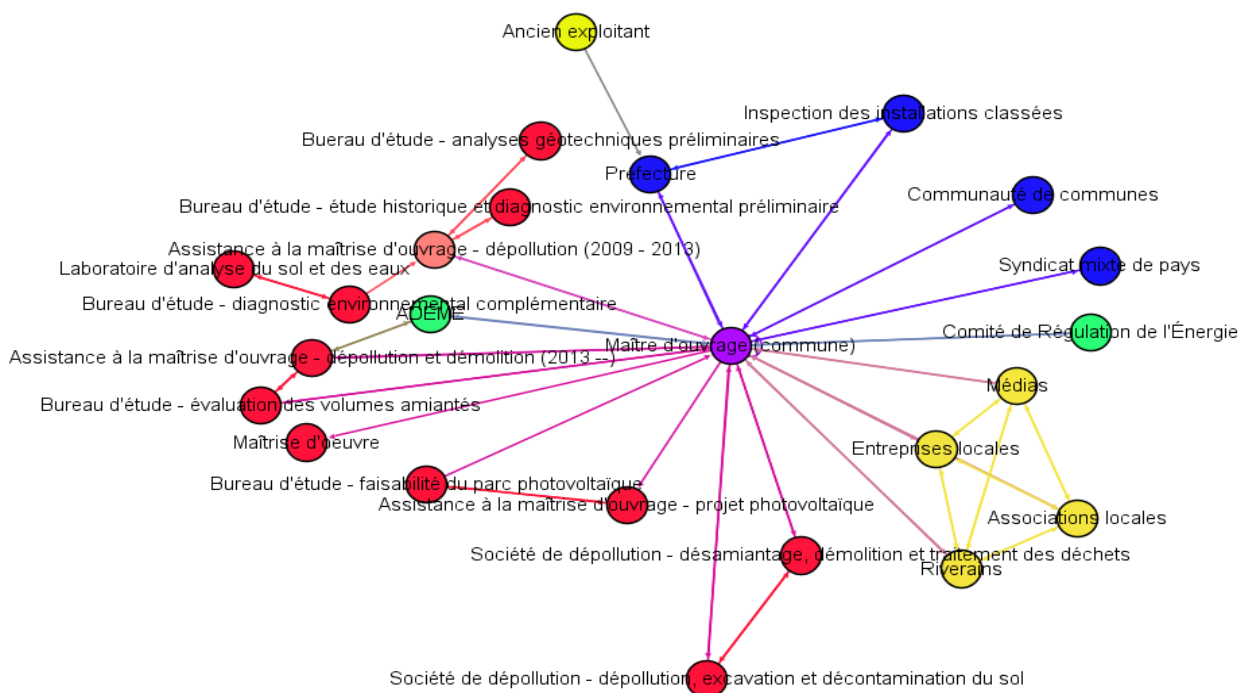 Ancien exploitant
Inspection des installations classées
Buerau d'étude - analyses géotechniques préliminaires
Préfecture
Communauté de communes
Bureau d'étude - étude historique et diagnostic environnemental préliminaire
Assistance à la maîtrise d'ouvrage - dépollution (2009 - 2013)
Laboratoire d'analyse du sol et des eaux
Syndicat mixte de pays
Bureau d'étude - diagnostic environnemental complémentaire
ADEME
Comité de Régulation de l'Énergie
Maître d'ouvrage (commune)
Assistance à la maîtrise d'ouvrage - dépollution et démolition (2013 --)
Médias
Bureau d'étude - évaluation des volumes amiantés
Maîtrise d'oeuvre
Entreprises locales
Bureau d'étude - faisabilité du parc photovoltaïque
Assistance à la maîtrise d'ouvrage - projet photovoltaïque
Associations locales
Société de dépollution - désamiantage, démolition et traitement des déchets
Riverains
Société de dépollution - dépollution, excavation et décontamination du sol